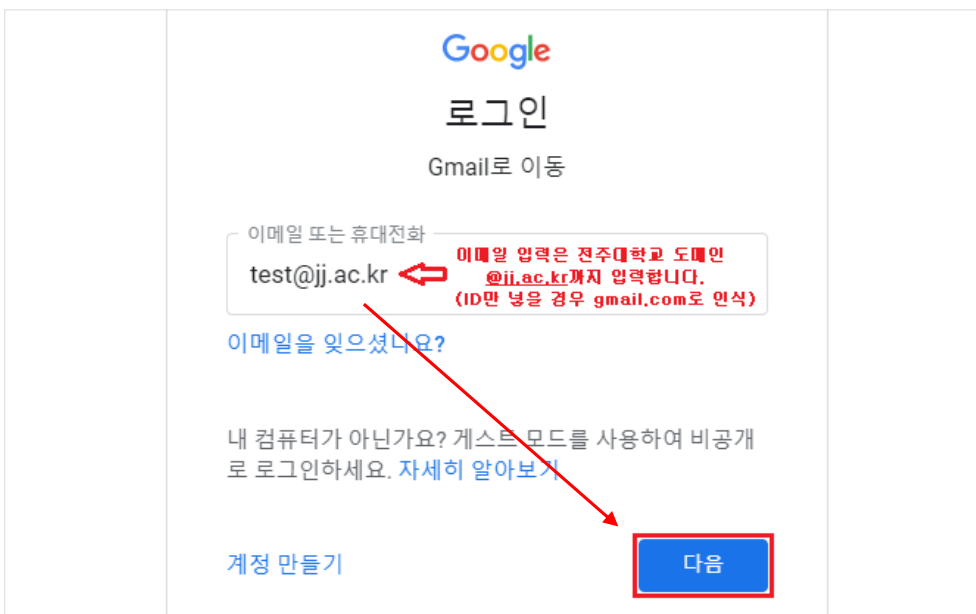 Google
로그인
Gmail로 이동
이메일 또는 휴대전화
test@jj.ac.kr
이메일 입력은 전주대학교 도메인
@jj.ac.kr까지 입력합니다.
(ID만 넣을 경우 gmail.com로 인식)
이메일을 잊으셨나요?
내 컴퓨터가 아닌가요? 게스트 모드를 사용하여 비공개
로 로그인하세요. 자세히 알아보기
계정 만들기
다음